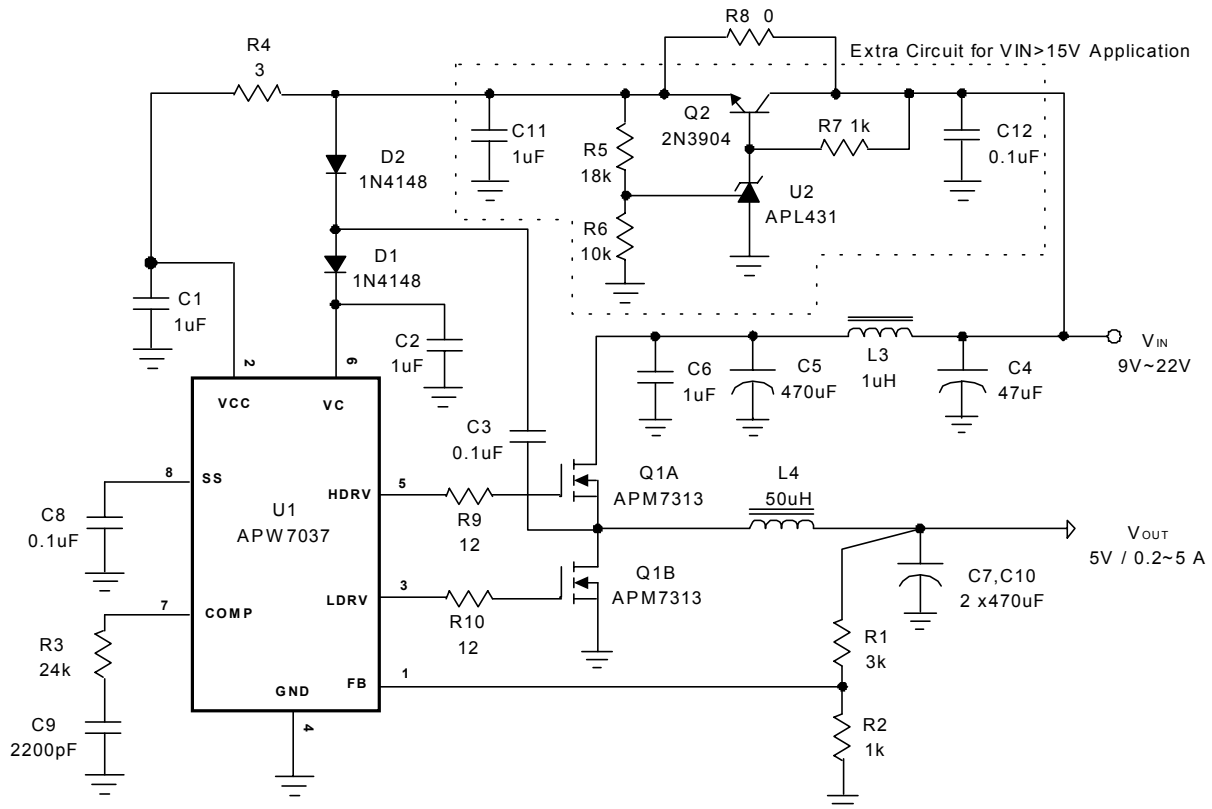 R8 0
Extra Circuit for VIN>15V Application
R4
3
Q2
2N3904
R7 1k
C11
1uF
C12
0.1uF
R5
18k
D2
1N4148
U2
APL431
R6
10k
D1
1N4148
C1
1uF
C2
1uF
2
6
VCC
VC
C6
1uF
C5
470uF
L3
1uH
C4
47uF
VIN
9V~22V
C3
0.1uF
8
SS
HDRV
5
R9
12
Q1A
APM7313
L4
50uH
U1
APW7037
C8
0.1uF
VOUT
5V / 0.2~5 A
C7,C10
2 x470uF
LDRV
3
R10
12
Q1B
APM7313
7
COMP
R3
24k
R1
3k
GND
FB
1
4
C9
2200pF
R2
1k